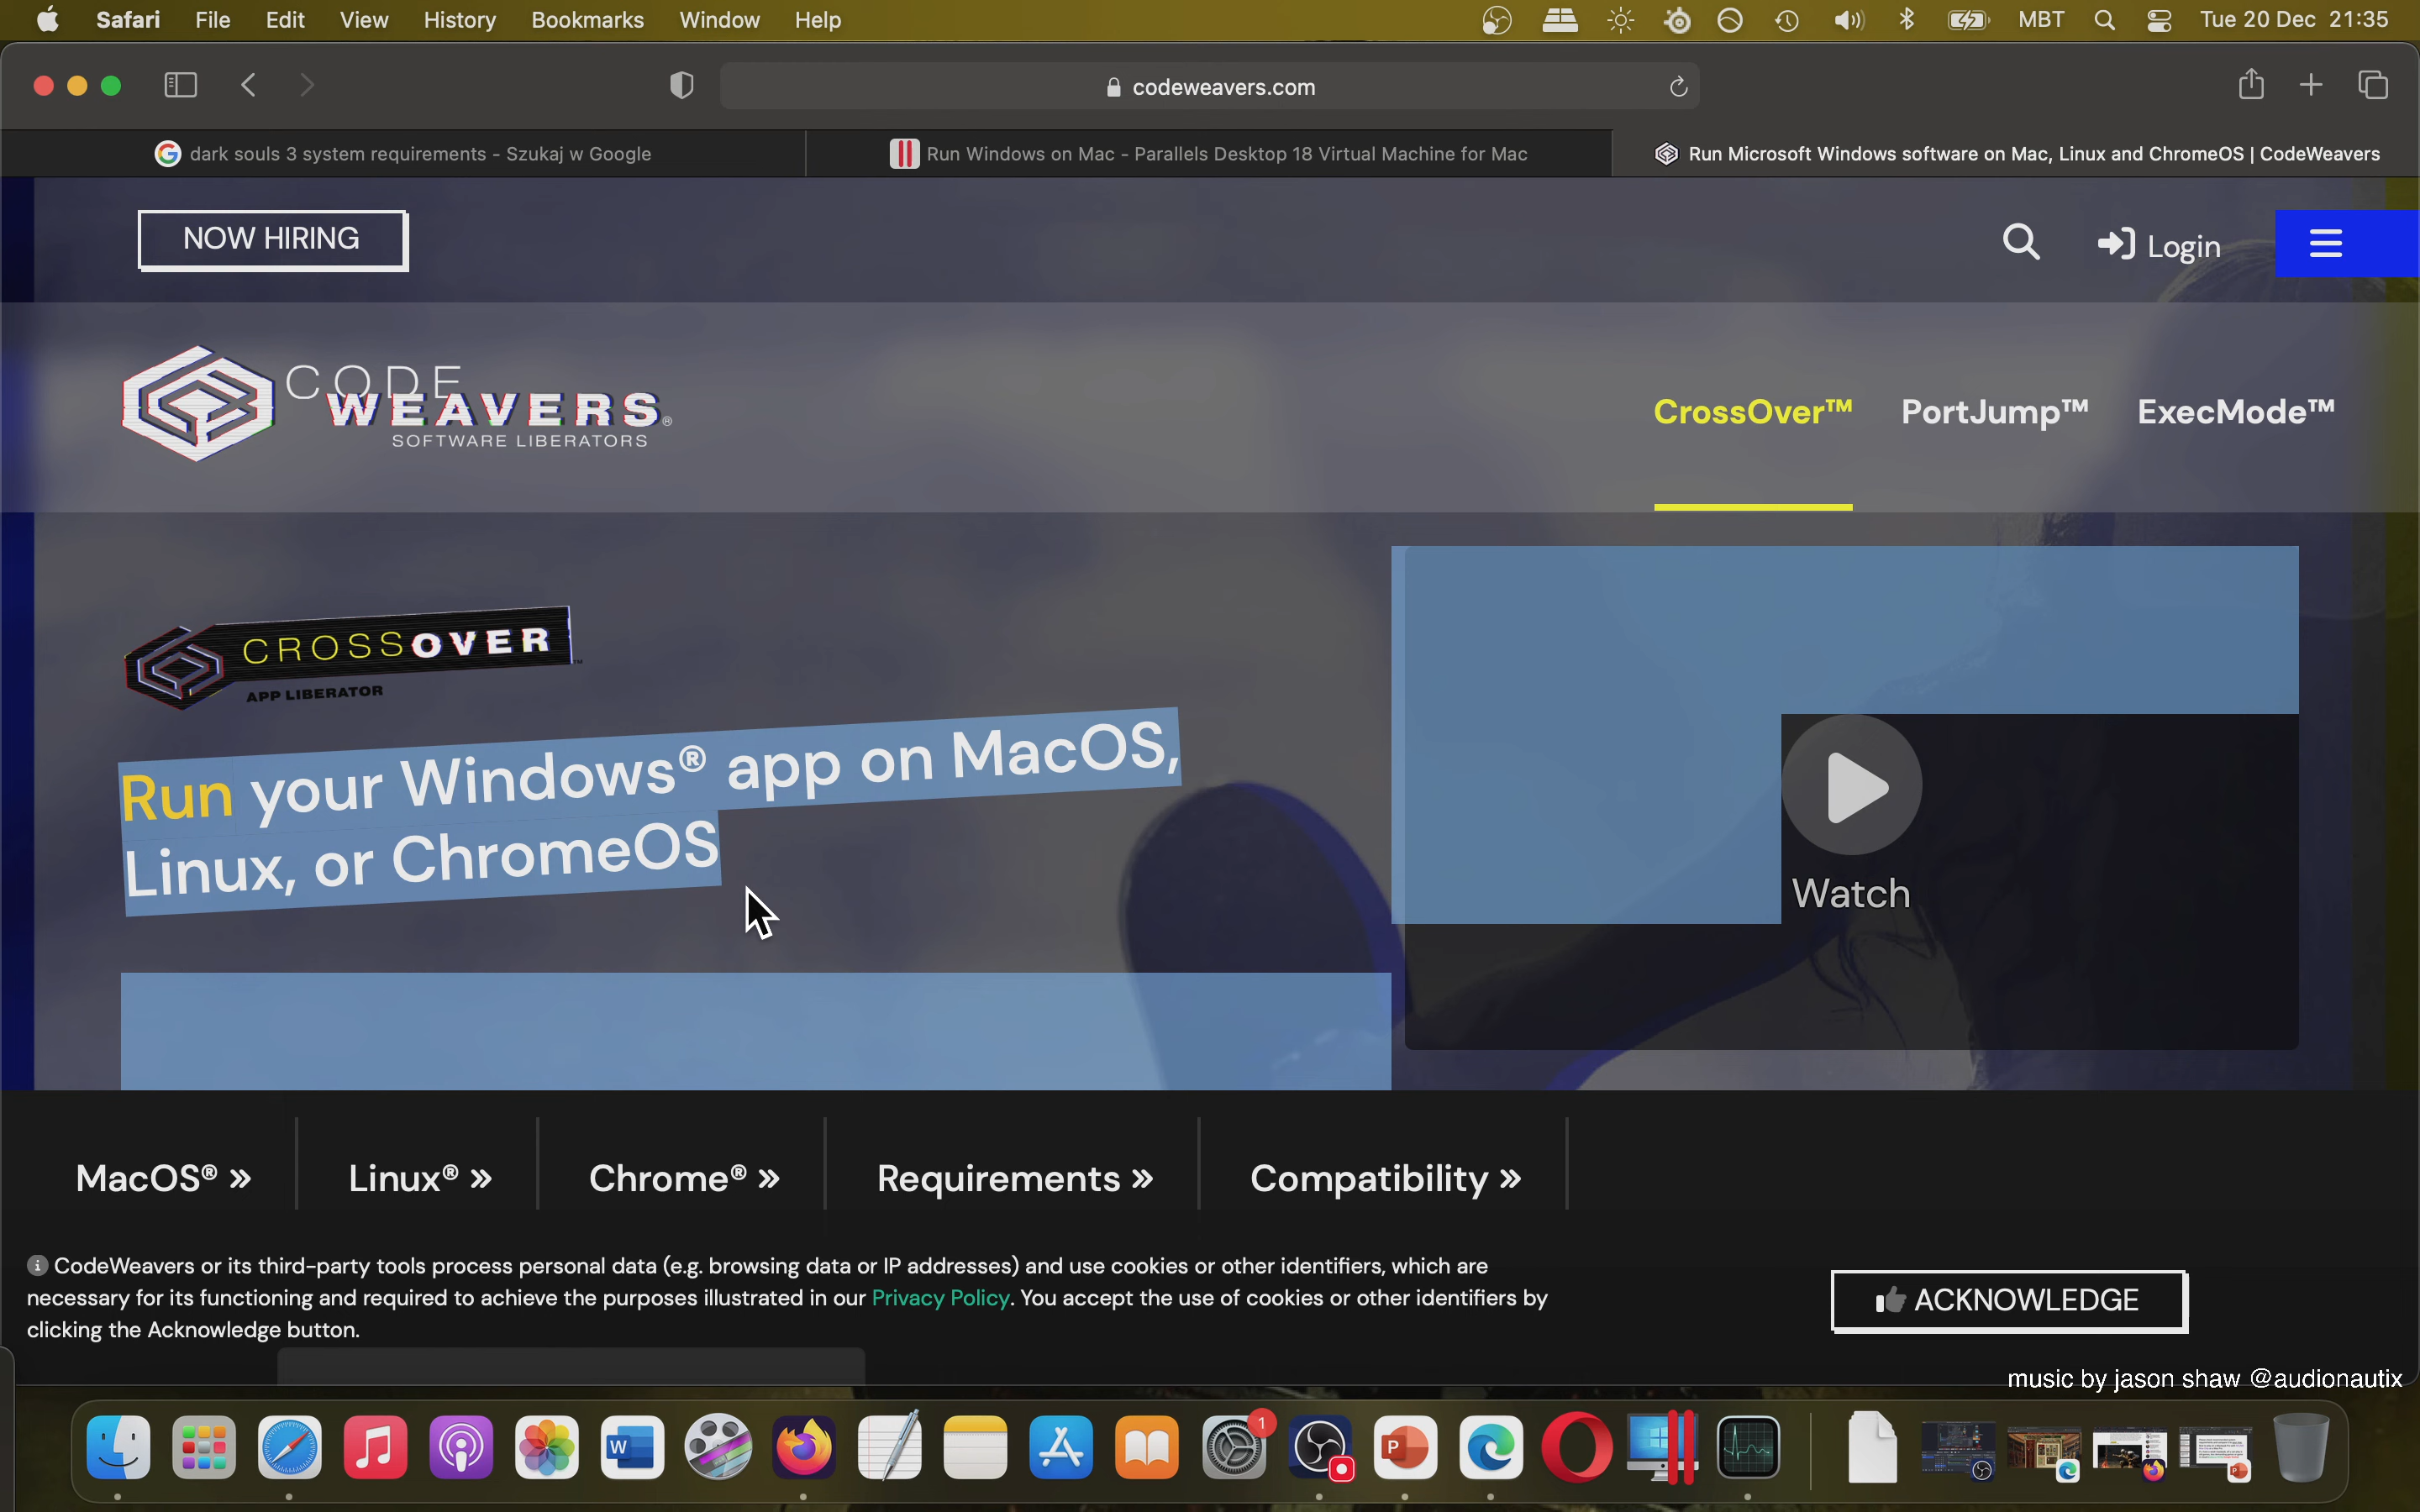 Safari File Edit View History Bookmarks Window Help MBT Tue 20 Dec 21:35
codeweavers.com
dark souls 3 system requirements - Szukaj w Google
Run Windows on Mac - Parallels Desktop 18 Virtual Machine for Mac
Run Microsoft Windows software on Mac, Linux and ChromeOS | CodeWeavers
NOW HIRING
Login
CODE
WEAVERS®
SOFTWARE LIBERATORS
CrossOver™ PortJump™ ExecMode™
CROSSOVER™
APP LIBERATOR
Run your Windows® app on MacOS,
Linux, or ChromeOS
Watch
MacOS® » Linux® » Chrome® » Requirements » Compatibility »
CodeWeavers or its third-party tools process personal data (e.g. browsing data or IP addresses) and use cookies or other identifiers, which are
necessary for its functioning and required to achieve the purposes illustrated in our Privacy Policy. You accept the use of cookies or other identifiers by
clicking the Acknowledge button.
ACKNOWLEDGE
music by jason shaw @audionautix
W
1
P